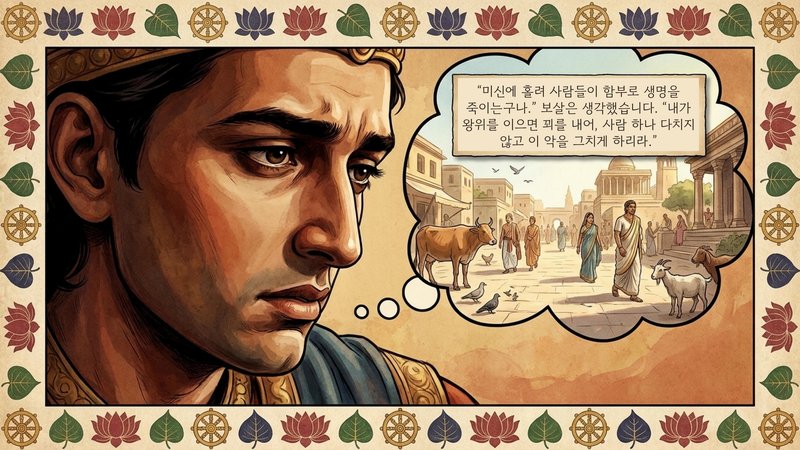 “미신에 홀려 사람들이 함부로 생명을
죽이는구나.” 보살은 생각했습니다. “내가
왕위를 이으면 꾀를 내어, 사람 하나 다치지
않고 이 악을 그치게 하리라.”